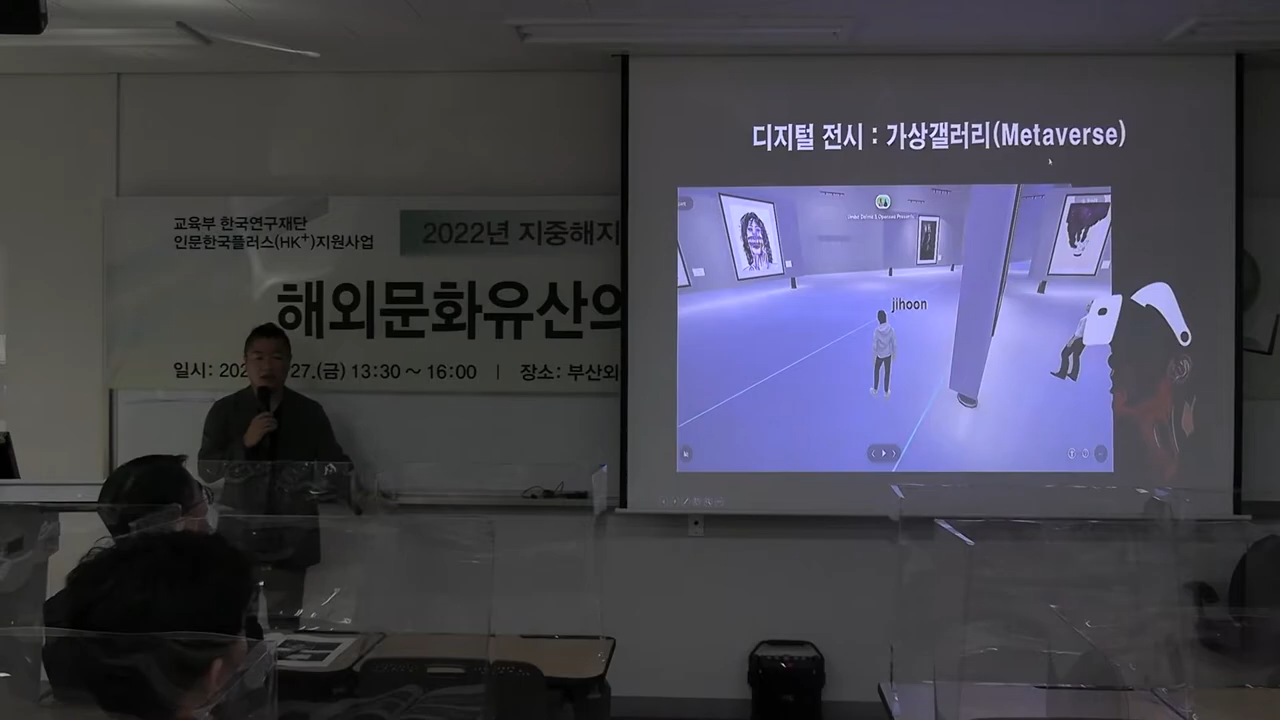 디지털 전시 : 가상갤러리(Metaverse)
교육부 한국연구재단
인문한국플러스(HK+)지원사업
2022년 지중해지
해외문화유산의
일시: 202 27.(금) 13:30 ~ 16:00 | 장소: 부산외
jihoon